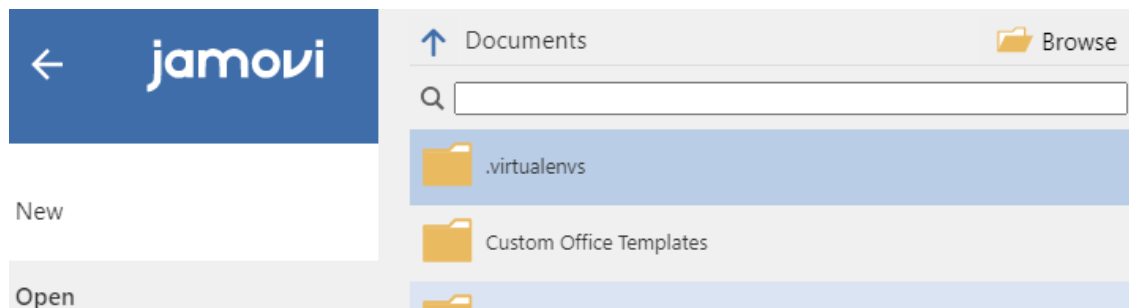 jamovi
New
Open
Documents
Browse
.virtualenvs
Custom Office Templates